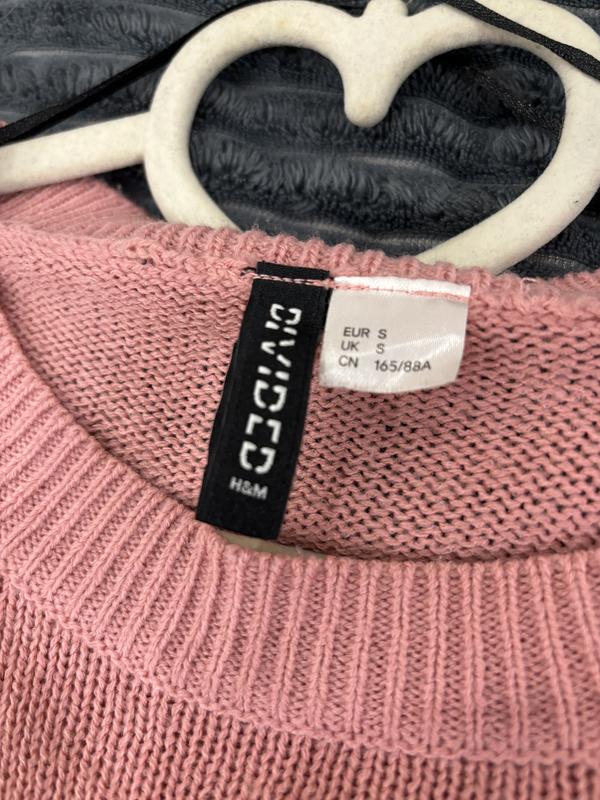 DIVIDED
H&M
EUR S
UK S
CN 165/88A